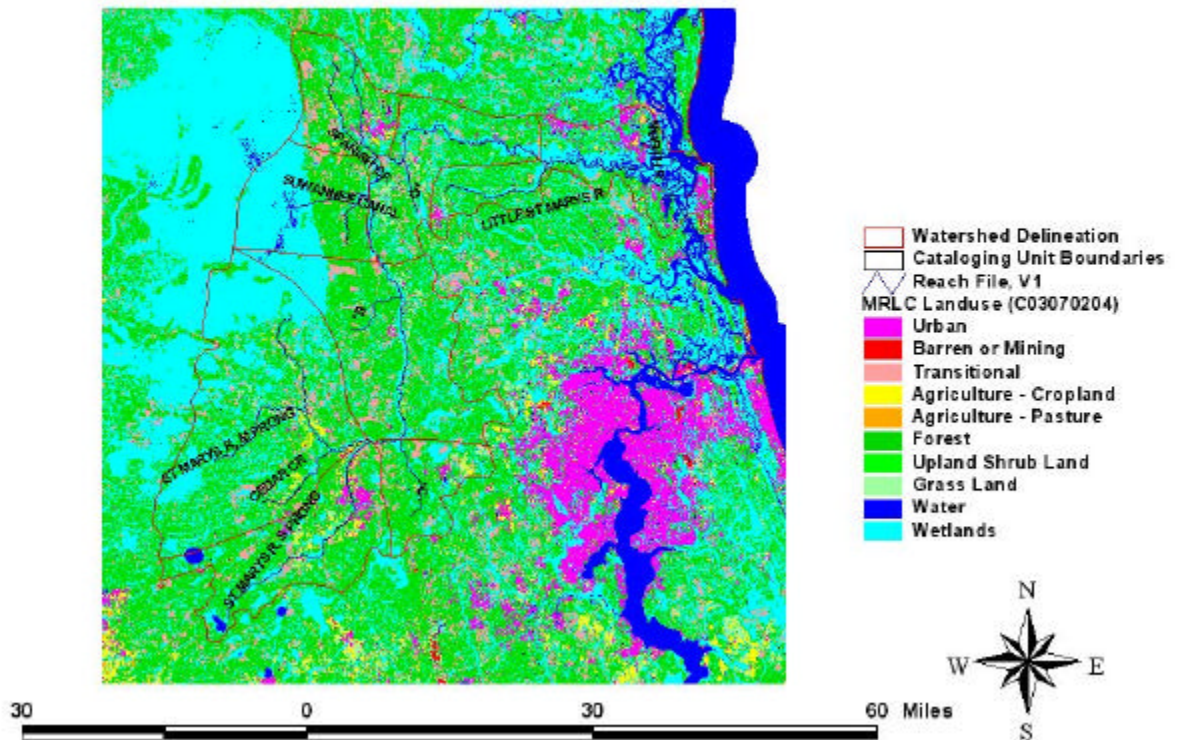 SUWANNEE CANAL
LITTLE ST MARYS R
ST MARYS R, M PRONG
CEDAR CR
ST. MARYS R, S PRONG
Watershed Delineation
Cataloging Unit Boundaries
Reach File, V1
MRLC Landuse (C03070204)
Urban
Barren or Mining
Transitional
Agriculture - Cropland
Agriculture - Pasture
Forest
Upland Shrub Land
Grass Land
Water
Wetlands
N
W
E
S
30 0 30 60 Miles